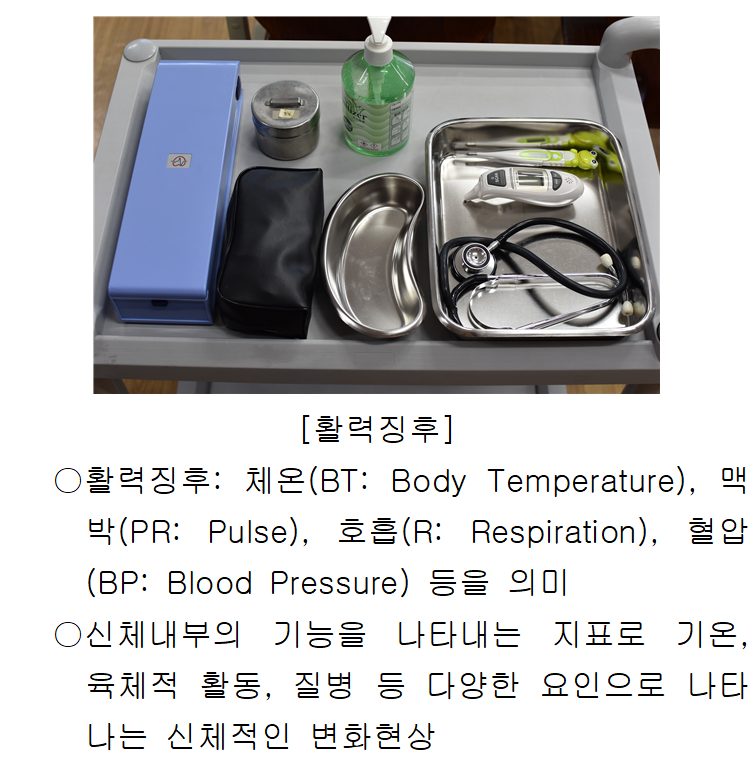 izer
[활력징후]
○활력징후: 체온(BT: Body Temperature), 맥
박(PR: Pulse), 호흡(R: Respiration), 혈압
(BP: Blood Pressure) 등을 의미
○신체내부의 기능을 나타내는 지표로 기온,
육체적 활동, 질병 등 다양한 요인으로 나타
나는 신체적인 변화현상